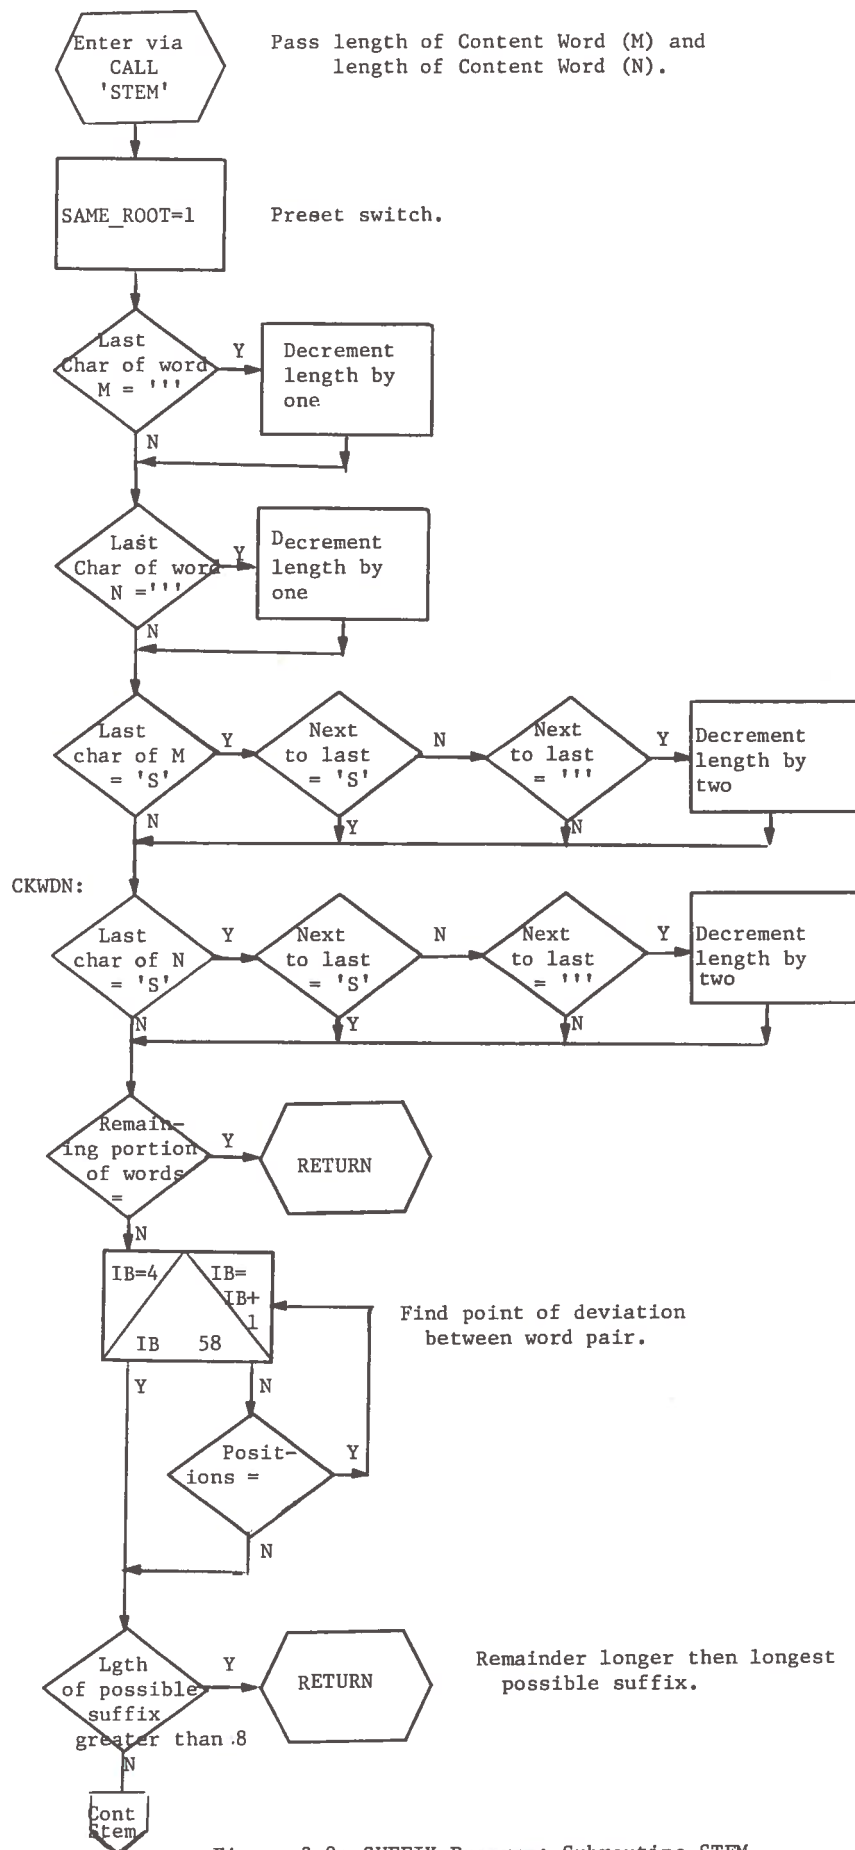 Enter via
CALL
'STEM'
Pass length of Content Word (M) and
length of Content Word (N).
SAME_ROOT=1
Preset switch.
Last
Char of word
M = '''
Y
Decrement
length by
one
N
Last
Char of word
N ='''
Y
Decrement
length by
one
N
Last
char of M
= 'S'
Y
Next
to last
= 'S'
N
Next
to last
= '''
Y
Decrement
length by
two
N
Y
N
CKWDN:
Last
char of N
= 'S'
Y
Next
to last
= 'S'
N
Next
to last
= '''
Y
Decrement
length by
two
N
Y
N
Remain-
ing portion
of words
=
Y
RETURN
N
IB=4
IB=
IB+
1
IB 58
Find point of deviation
between word pair.
Y
N
Posit-
ions =
Y
N
Lgth
of possible
suffix
greater than 8
Y
RETURN
Remainder longer then longest
possible suffix.
N
Cont
Stem
SUFFIX Subroutine STEM